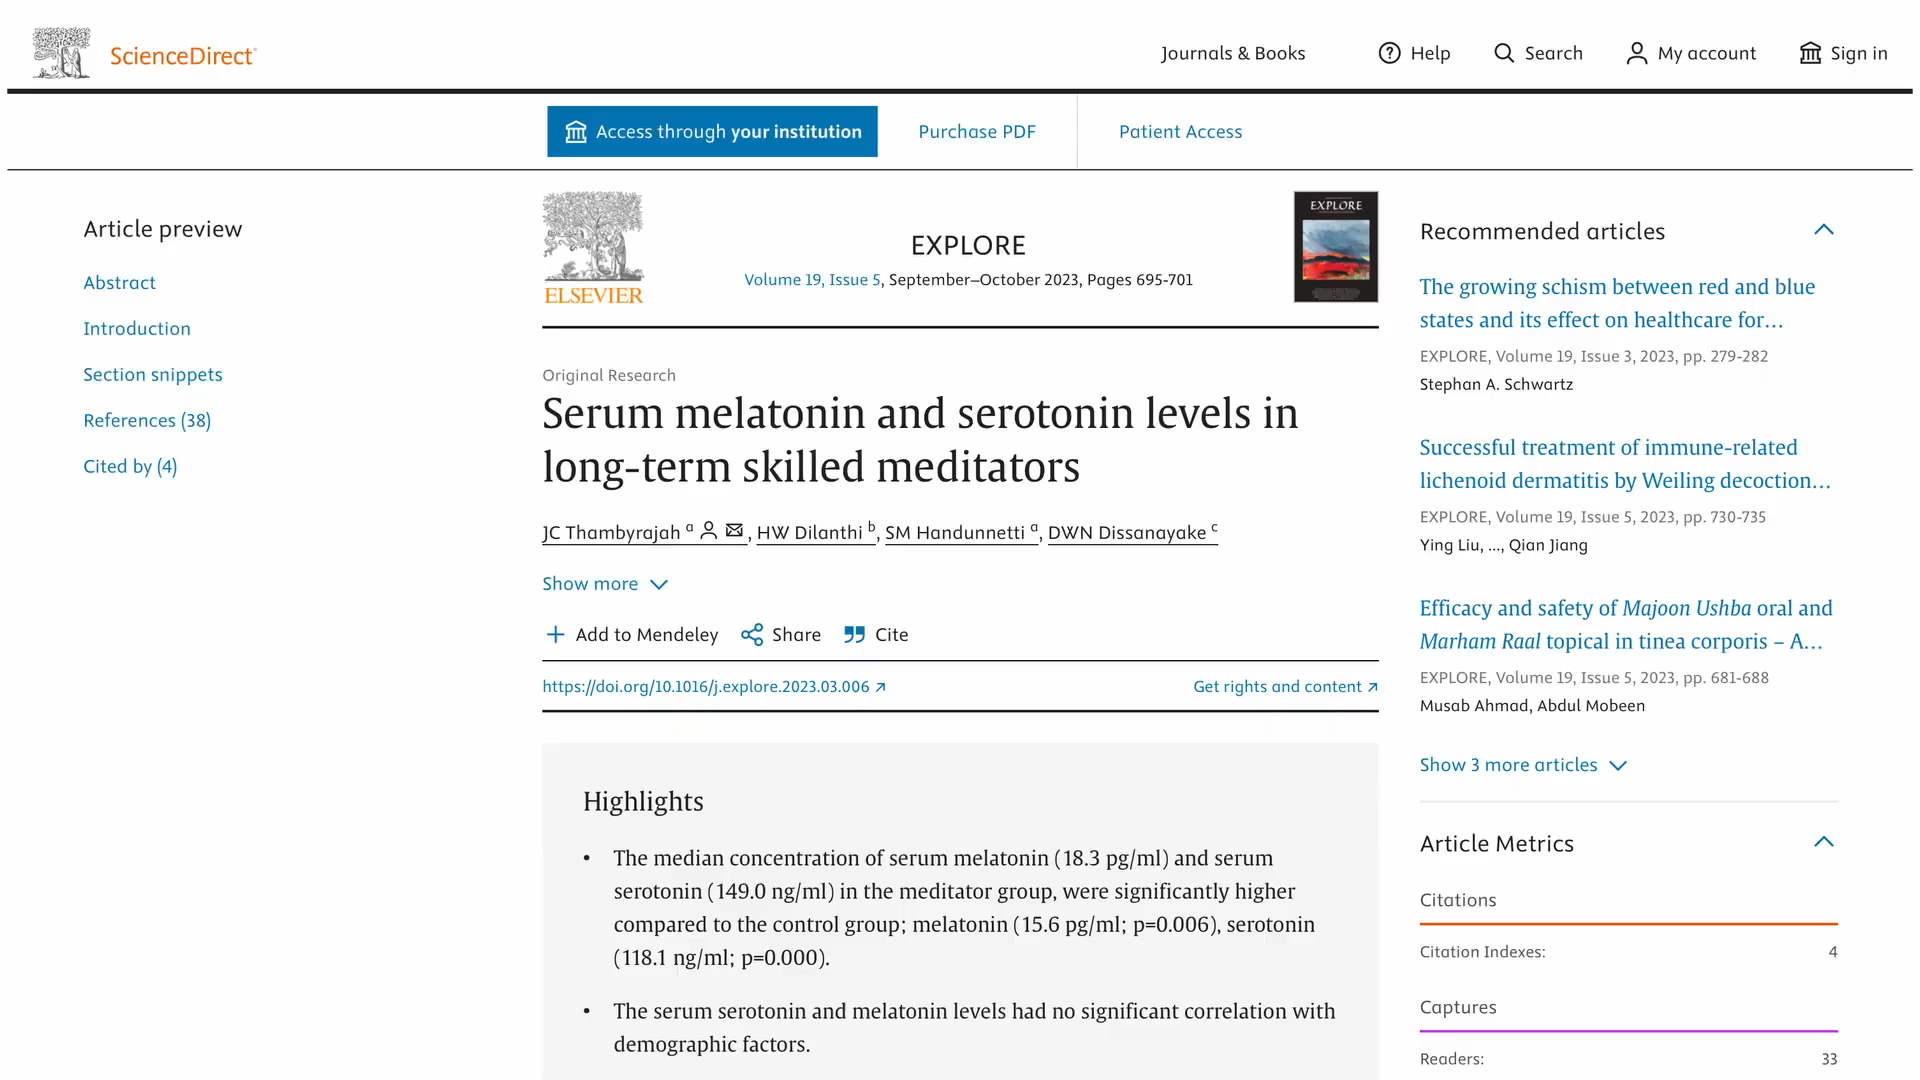 ScienceDirect
Journals & Books
Help
Search
My account
Sign in
Access through your institution
Purchase PDF
Patient Access
Article preview
Abstract
Introduction
Section snippets
References (38)
Cited by (4)
ELSEVIER
EXPLORE
Volume 19, Issue 5, September–October 2023, Pages 695-701
EXPLORE
Original Research
Serum melatonin and serotonin levels in
long-term skilled meditators
JC Thambyrajah a, HW Dilanthi b, SM Handunnetti a, DWN Dissanayake c
Show more
Add to Mendeley
Share
Cite
https://doi.org/10.1016/j.explore.2023.03.006
Get rights and content
Highlights
• The median concentration of serum melatonin (18.3 pg/ml) and serum
serotonin (149.0 ng/ml) in the meditator group, were significantly higher
compared to the control group; melatonin (15.6 pg/ml; p=0.006), serotonin
(118.1 ng/ml; p=0.000).
• The serum serotonin and melatonin levels had no significant correlation with
demographic factors.
Recommended articles
The growing schism between red and blue
states and its effect on healthcare for…
EXPLORE, Volume 19, Issue 3, 2023, pp. 279-282
Stephan A. Schwartz
Successful treatment of immune-related
lichenoid dermatitis by Weiling decoction…
EXPLORE, Volume 19, Issue 5, 2023, pp. 730-735
Ying Liu, ..., Qian Jiang
Efficacy and safety of Majoon Ushba oral and
Marham Raal topical in tinea corporis – A…
EXPLORE, Volume 19, Issue 5, 2023, pp. 681-688
Musab Ahmad, Abdul Mobeen
Show 3 more articles
Article Metrics
Citations
Citation Indexes: 4
Captures
Readers: 33